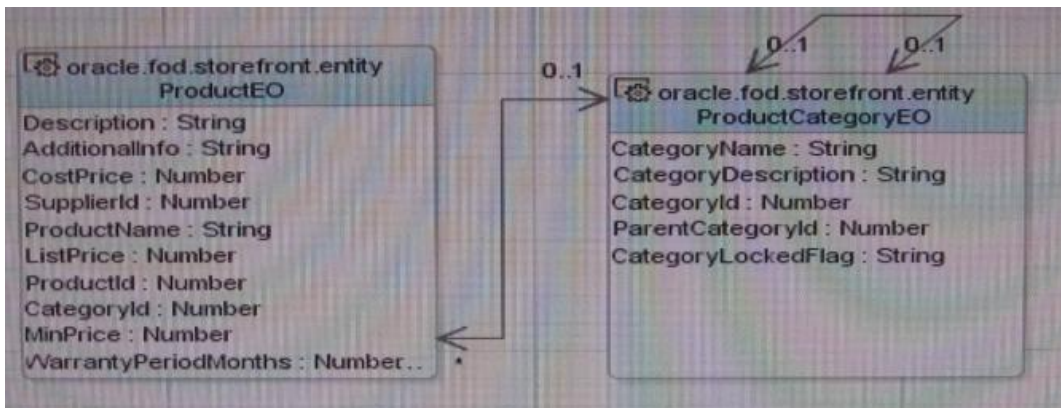 oracle.fod.storefront.entity
ProductEO
Description : String
AdditionalInfo : String
CostPrice : Number
SupplierId : Number
ProductName : String
ListPrice : Number
ProductId : Number
CategoryId : Number
MinPrice : Number
WarrantyPeriodMonths : Number..
0..1
*
0..1
0..1
oracle.fod.storefront.entity
ProductCategoryEO
CategoryName : String
CategoryDescription : String
CategoryId : Number
ParentCategoryId : Number
CategoryLockedFlag : String